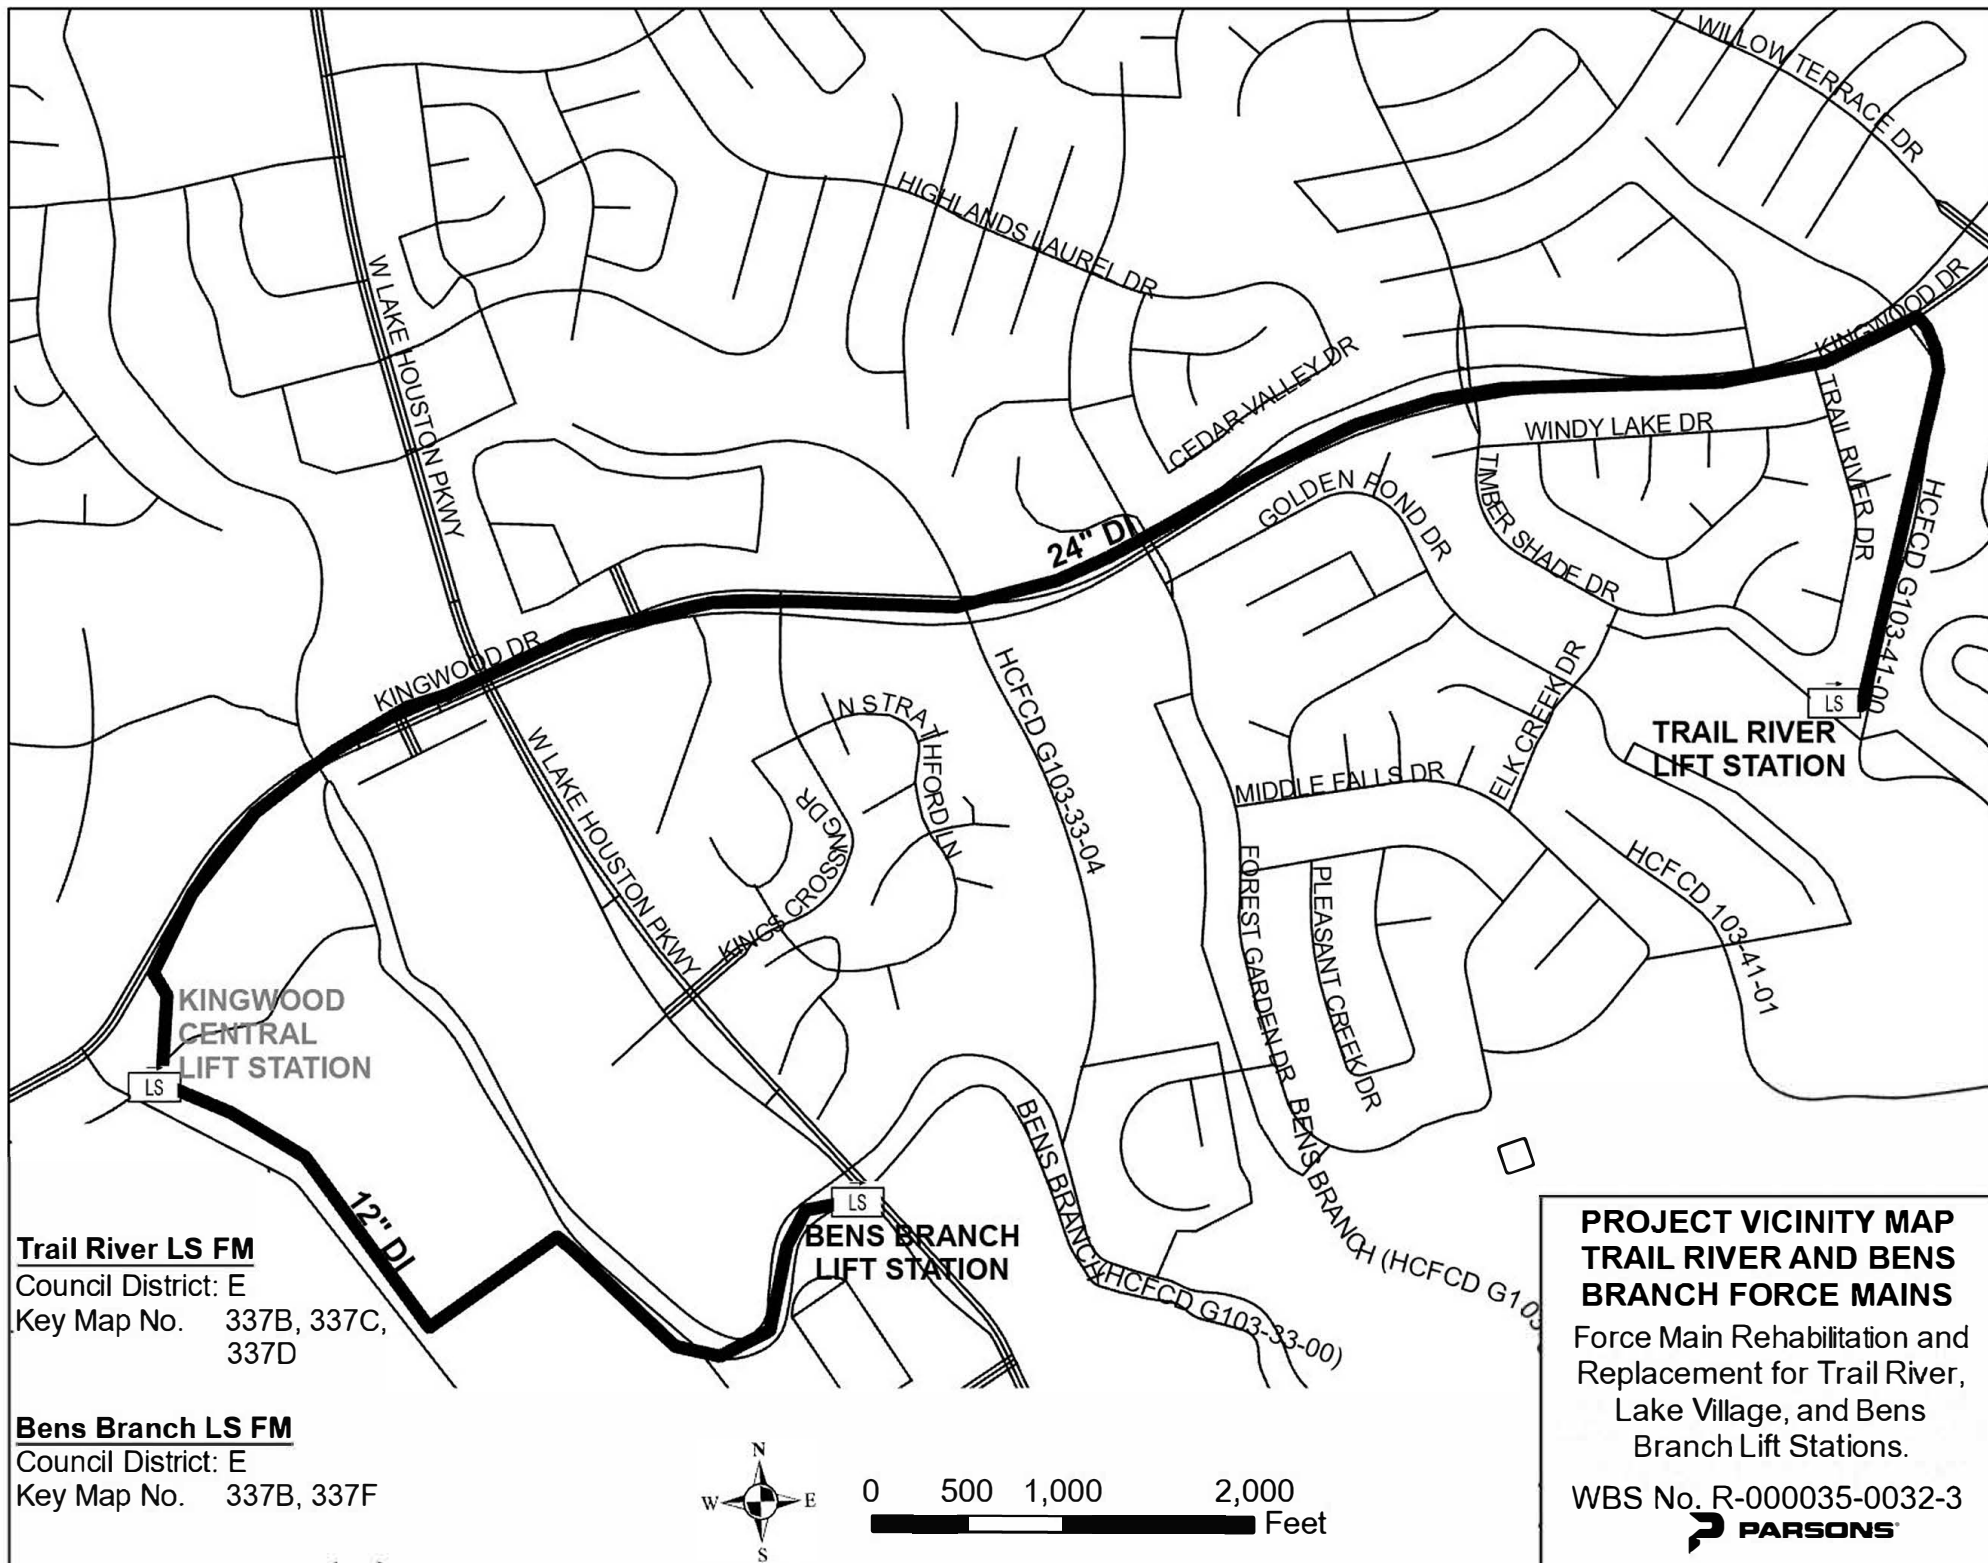 WILLOW TERRACE DR
HIGHLANDS LAUREL DR
W LAKE HOUSTON PKWY
KINGWOOD DR
CEDAR VALLEY DR
WINDY LAKE DR
TRAIL RIVER DR
GOLDEN POND DR
TIMBER SHADE DR
HCFCD G103-41-00
24" DI
KINGWOOD DR
HCFCD G103-33-04
N STRATHFORD LN
ELK CREEK DR
LS
TRAIL RIVER
LIFT STATION
W LAKE HOUSTON PKWY
MIDDLE FALLS DR
KINGS CROSSING DR
FOREST GARDEN DR
PLEASANT CREEK DR
HCFCD 103-41-01
KINGWOOD
CENTRAL
LIFT STATION
LS
12" DI
LS
BENS BRANCH
LIFT STATION
BENS BRANCH (HCFCD G103-33-00)
BENS BRANCH (HCFCD G103
Trail River LS FM
Council District: E
Key Map No. 337B, 337C,
337D
Bens Branch LS FM
Council District: E
Key Map No. 337B, 337F
N
W E
S
0 500 1,000 2,000
Feet
PROJECT VICINITY MAP
TRAIL RIVER AND BENS
BRANCH FORCE MAINS
Force Main Rehabilitation and
Replacement for Trail River,
Lake Village, and Bens
Branch Lift Stations.
WBS No. R-000035-0032-3
PARSONS